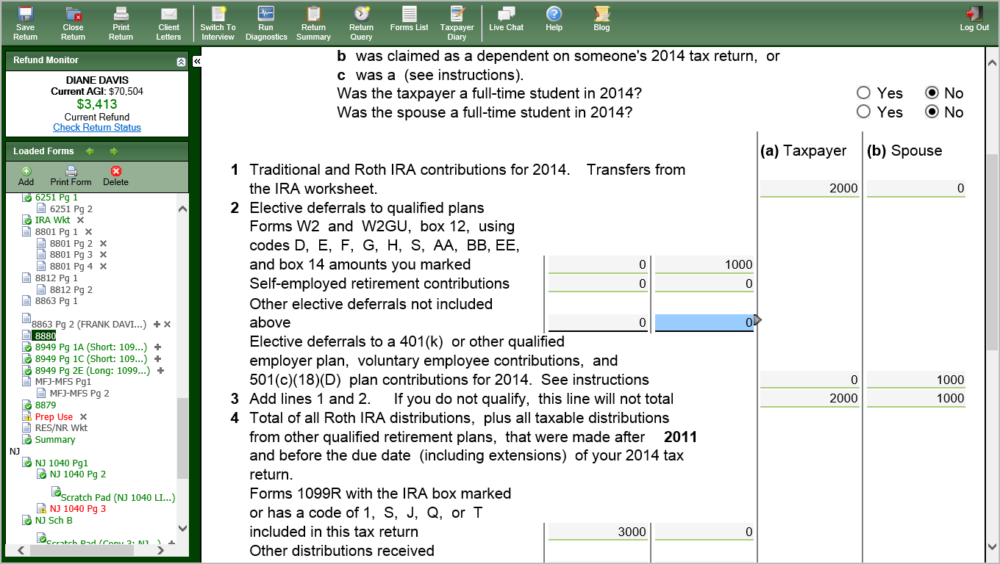 Save Return
Close Return
Print Return
Client Letters
Switch To Interview
Run Diagnostics
Return Summary
Return Query
Forms List
Taxpayer Diary
Live Chat
Help
Blog
Log Out
Refund Monitor
DIANE DAVIS
Current AGI: $70,504
$3,413
Current Refund
Check Return Status
Loaded Forms
Add
Print Form
Delete
6251 Pg 1
6251 Pg 2
IRA Wkt
8801 Pg 1
8801 Pg 2
8801 Pg 3
8801 Pg 4
8812 Pg 1
8812 Pg 2
8863 Pg 1
8863 Pg 2 (FRANK DAVI...)
8880
8949 Pg 1A (Short: 109...)
8949 Pg 1C (Short: 109...)
8949 Pg 2E (Long: 1099...)
MFJ-MFS Pg1
MFJ-MFS Pg 2
8879
Prep Use
RES/NR Wkt
Summary
NJ
NJ 1040 Pg1
NJ 1040 Pg 2
Scratch Pad (NJ 1040 LI...)
NJ 1040 Pg 3
NJ Sch B
Scratch Pad (Copy 3: NJ...)
b was claimed as a dependent on someone's 2014 tax return, or
c was a (see instructions).
Was the taxpayer a full-time student in 2014? Yes No
Was the spouse a full-time student in 2014? Yes No
(a) Taxpayer (b) Spouse
1 Traditional and Roth IRA contributions for 2014. Transfers from
the IRA worksheet. 2000 0
2 Elective deferrals to qualified plans
Forms W2 and W2GU, box 12, using
codes D, E, F, G, H, S, AA, BB, EE,
and box 14 amounts you marked 0 1000
Self-employed retirement contributions 0 0
Other elective deferrals not included
above 0 0
Elective deferrals to a 401(k) or other qualified
employer plan, voluntary employee contributions, and
501(c)(18)(D) plan contributions for 2014. See instructions 0 1000
3 Add lines 1 and 2. If you do not qualify, this line will not total 2000 1000
4 Total of all Roth IRA distributions, plus all taxable distributions
from other qualified retirement plans, that were made after 2011
and before the due date (including extensions) of your 2014 tax
return.
Forms 1099R with the IRA box marked
or has a code of 1, S, J, Q, or T
included in this tax return 3000 0
Other distributions received